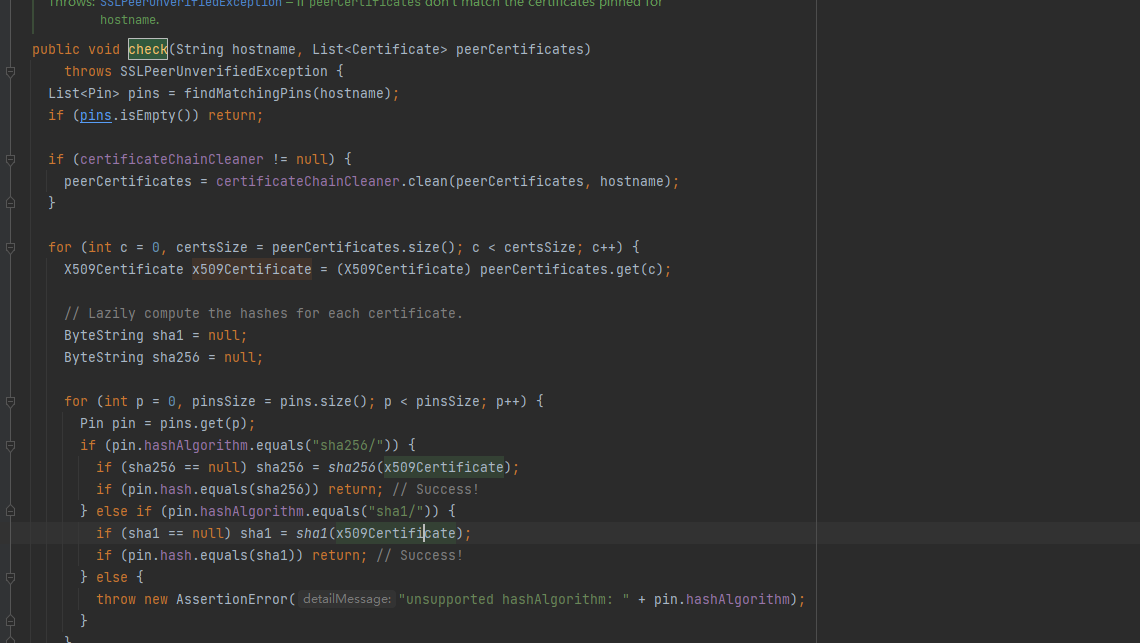 Throws: SSLPeerUnverifiedException – if peerCertificates don't match the certificates pinned for
hostname.
public void check(String hostname, List<Certificate> peerCertificates)
throws SSLPeerUnverifiedException {
List<Pin> pins = findMatchingPins(hostname);
if (pins.isEmpty()) return;
if (certificateChainCleaner != null) {
peerCertificates = certificateChainCleaner.clean(peerCertificates, hostname);
}
for (int c = 0, certsSize = peerCertificates.size(); c < certsSize; c++) {
X509Certificate x509Certificate = (X509Certificate) peerCertificates.get(c);
// Lazily compute the hashes for each certificate.
ByteString sha1 = null;
ByteString sha256 = null;
for (int p = 0, pinsSize = pins.size(); p < pinsSize; p++) {
Pin pin = pins.get(p);
if (pin.hashAlgorithm.equals("sha256/")) {
if (sha256 == null) sha256 = sha256(x509Certificate);
if (pin.hash.equals(sha256)) return; // Success!
} else if (pin.hashAlgorithm.equals("sha1/")) {
if (sha1 == null) sha1 = sha1(x509Certificate);
if (pin.hash.equals(sha1)) return; // Success!
} else {
throw new AssertionError( detailMessage: "unsupported hashAlgorithm: " + pin.hashAlgorithm);
}
}